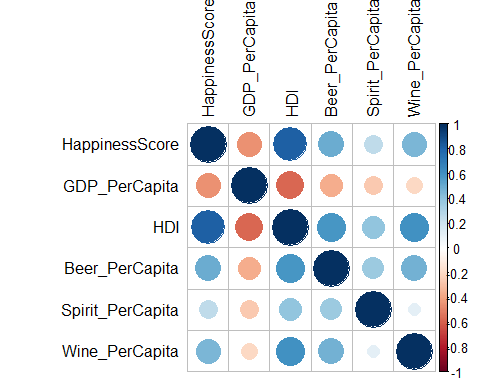 HappinessScore
GDP_PerCapita
HDI
Beer_PerCapita
Spirit_PerCapita
Wine_PerCapita
HappinessScore
GDP_PerCapita
HDI
Beer_PerCapita
Spirit_PerCapita
Wine_PerCapita
1
0.8
0.6
0.4
0.2
0
-0.2
-0.4
-0.6
-0.8
-1